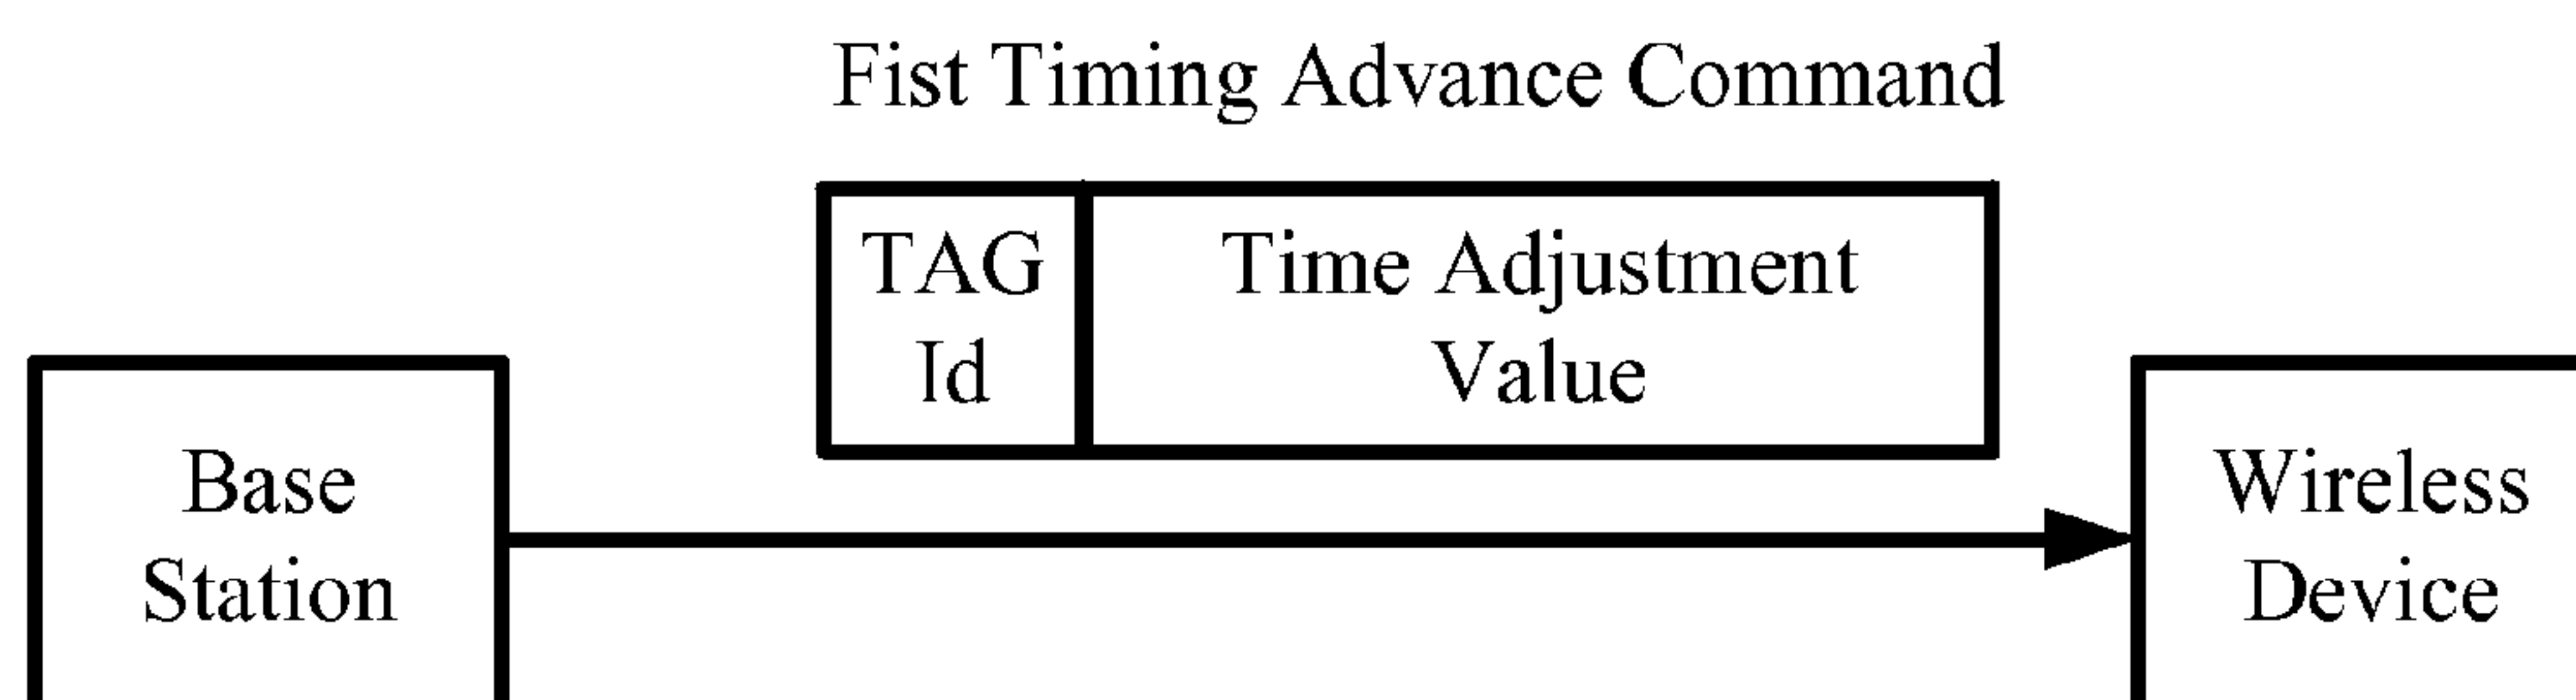 Fist Timing Advance Command
TAG
Id
Time Adjustment
Value
Base
Station
Wireless
Device